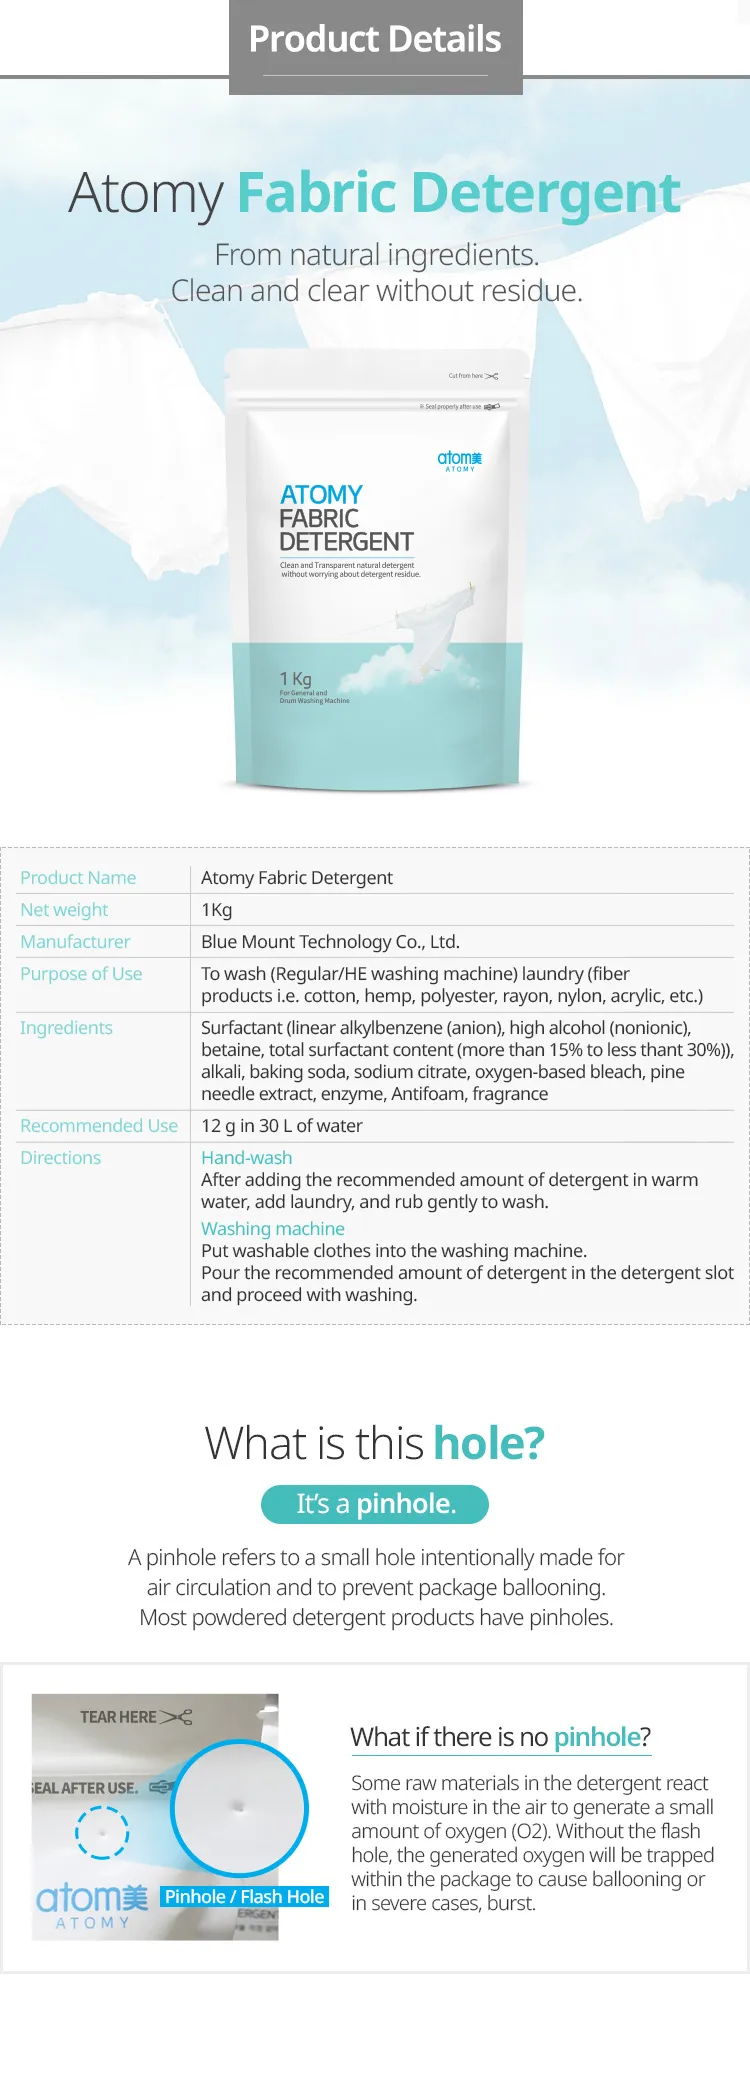 Product Details
Atomy Fabric Detergent
From natural ingredients.
Clean and clear without residue.
Cut from here
※ Seal properly after use
atom美
ATOMY
ATOMY
FABRIC
DETERGENT
Clean and Transparent natural detergent
without worrying about detergent residue.
1 Kg
For General and
Drum Washing Machine
Product Name Atomy Fabric Detergent
Net weight 1Kg
Manufacturer Blue Mount Technology Co., Ltd.
Purpose of Use To wash (Regular/HE washing machine) laundry (fiber
products i.e. cotton, hemp, polyester, rayon, nylon, acrylic, etc.)
Ingredients Surfactant (linear alkylbenzene (anion), high alcohol (nonionic),
betaine, total surfactant content (more than 15% to less thant 30%)),
alkali, baking soda, sodium citrate, oxygen-based bleach, pine
needle extract, enzyme, Antifoam, fragrance
Recommended Use 12 g in 30 L of water
Directions Hand-wash
After adding the recommended amount of detergent in warm
water, add laundry, and rub gently to wash.
Washing machine
Put washable clothes into the washing machine.
Pour the recommended amount of detergent in the detergent slot
and proceed with washing.
What is this hole?
It's a pinhole.
A pinhole refers to a small hole intentionally made for
air circulation and to prevent package ballooning.
Most powdered detergent products have pinholes.
TEAR HERE
SEAL AFTER USE.
atom美
ATOMY
Pinhole / Flash Hole
ERGENT
What if there is no pinhole?
Some raw materials in the detergent react
with moisture in the air to generate a small
amount of oxygen (O2). Without the flash
hole, the generated oxygen will be trapped
within the package to cause ballooning or
in severe cases, burst.